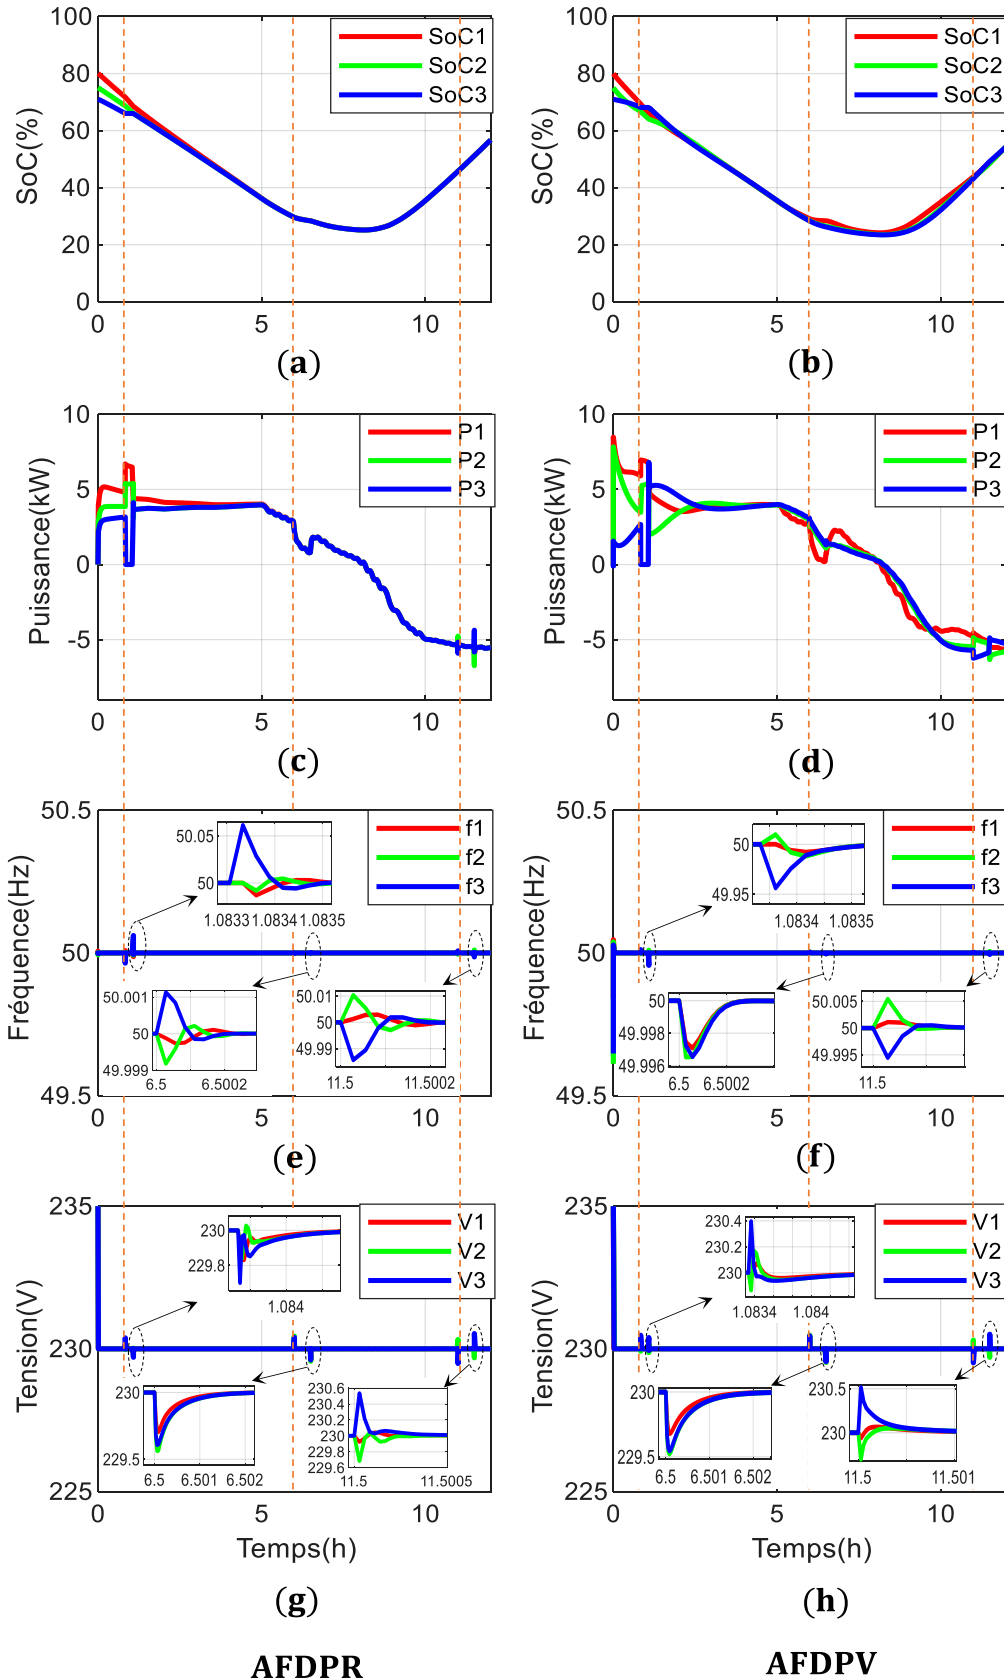 100
80
60
40
20
0
SoC(%)
SoC1
SoC2
SoC3
0
5
10
(a)
100
80
60
40
20
0
SoC(%)
SoC1
SoC2
SoC3
0
5
10
(b)
10
5
0
-5
Puissance(kW)
P1
P2
P3
0
5
10
(c)
10
5
0
-5
Puissance(kW)
P1
P2
P3
0
5
10
(d)
50.5
50
49.5
Fréquence(Hz)
f1
f2
f3
50.05
50
1.0833 1.0834 1.0835
50.001
50
49.999
6.5 6.5002
50.01
50
49.99
11.5 11.5002
0
5
10
(e)
50.5
50
49.5
Fréquence(Hz)
f1
f2
f3
50
49.95
1.0834 1.0835
50
49.998
49.996
6.5 6.5002
50.005
50
49.995
11.5
0
5
10
(f)
235
230
225
Tension(V)
V1
V2
V3
230
229.8
1.084
230
229.5
6.5 6.501 6.502
230.6
230.4
230.2
230
229.8
229.6
11.5 11.5005
0
5
10
Temps(h)
(g)
235
230
225
Tension(V)
V1
V2
V3
230.4
230.2
230
1.0834 1.084
230
229.5
6.5 6.501 6.502
230.5
230
11.5 11.501
0
5
10
Temps(h)
(h)
AFDPR
AFDPV